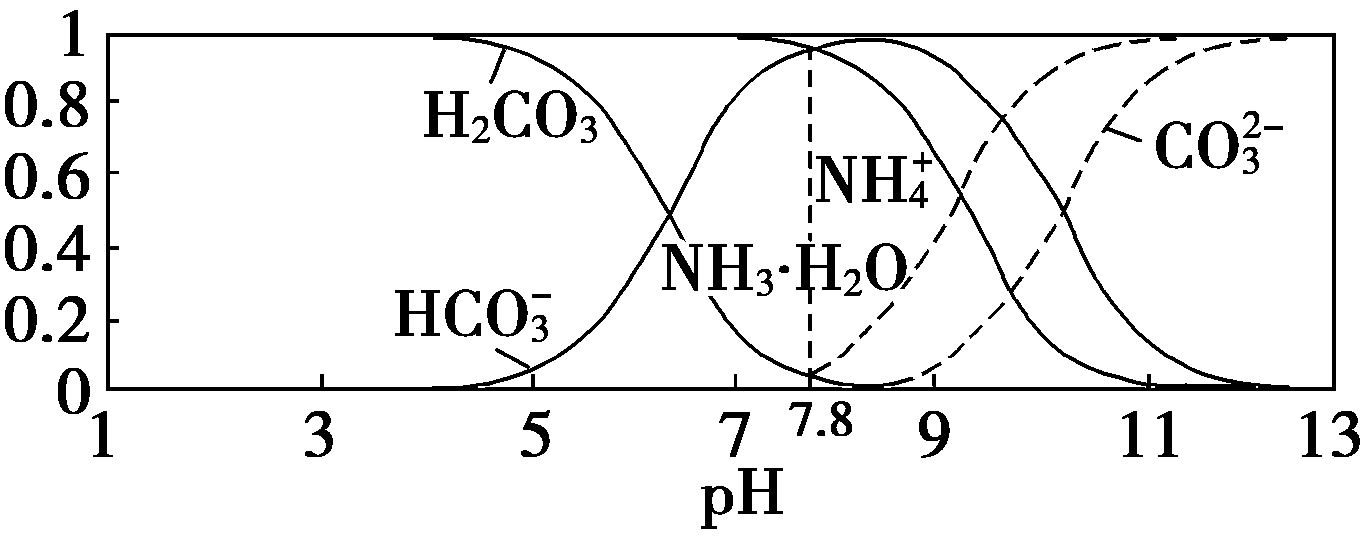 1
0.8
0.6
0.4
0.2
0
H₂CO₃
HCO₃⁻
NH₃·H₂O
NH₄⁺
CO₃²⁻
1 3 5 7 7.8 9 11 13
pH